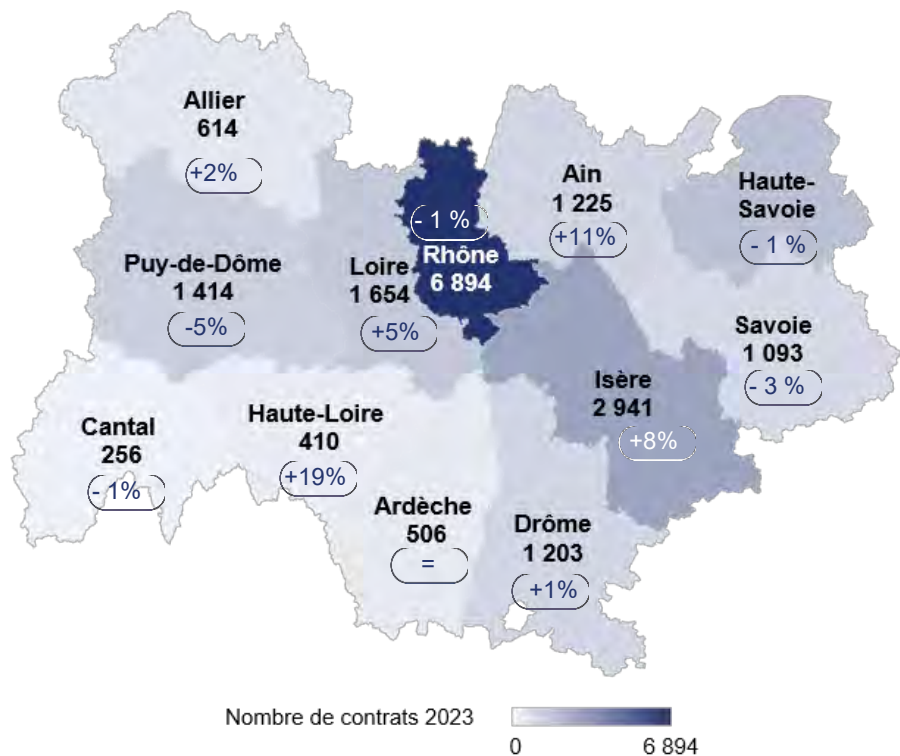 Allier
614
+2%
Puy-de-Dôme
1 414
-5%
Loire
1 654
+5%
- 1 %
Rhône
6 894
Ain
1 225
+11%
Haute-
Savoie
- 1 %
Savoie
1 093
- 3 %
Isère
2 941
+8%
Cantal
256
- 1%
Haute-Loire
410
+19%
Ardèche
506
=
Drôme
1 203
+1%
Nombre de contrats 2023
0
6 894